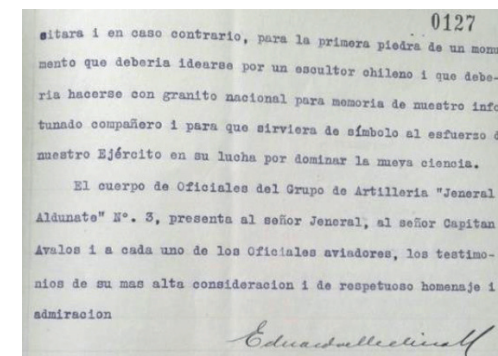 0127
sitara i en caso contrario, para la primera piedra de un monu
mento que deberia idearse por un escultor chileno i que debe-
ria hacerse con granito nacional para memoria de nuestro info
tunado compañero i para que sirviera de símbolo al esfuerzo d
nuestro Ejército en su lucha por dominar la nueva ciencia.
El cuerpo de Oficiales del Grupo de Artilleria "Jeneral
Aldunate" Nº. 3, presenta al señor Jeneral, al señor Capitan
Avalos i a cada uno de los Oficiales aviadores, los testimo-
nios de su mas alta consideracion i de respetuoso homenaje i
admiracion
Eduardo